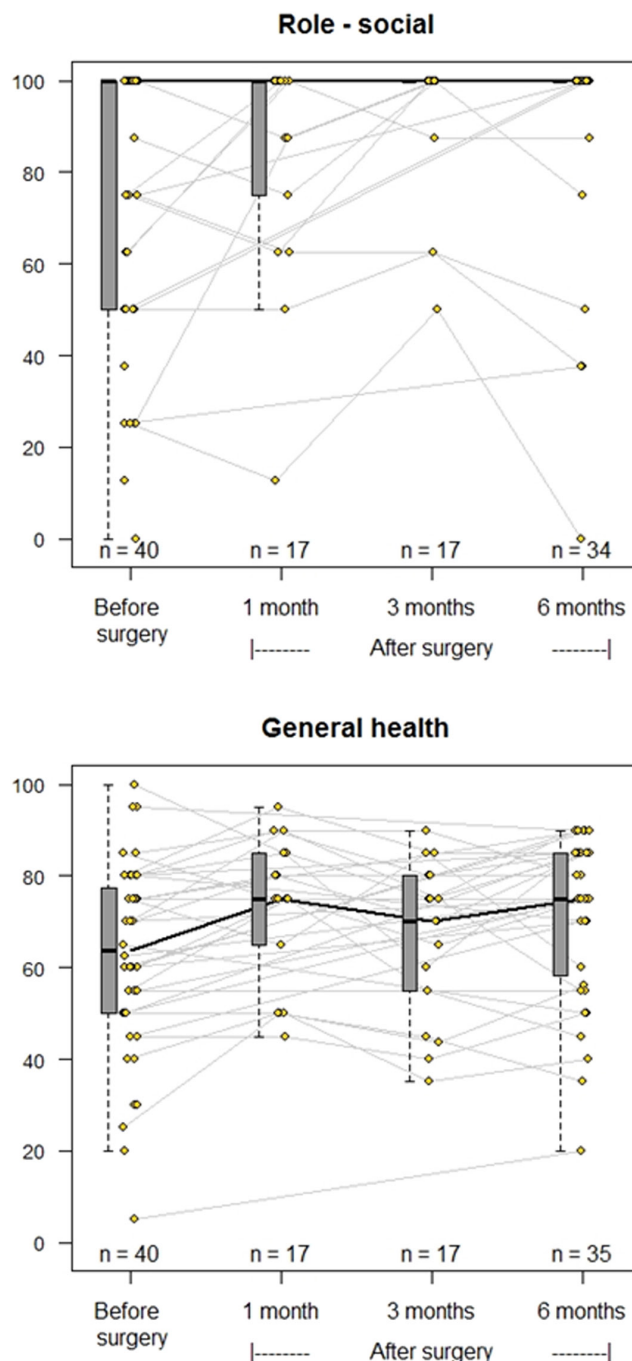 Role - social
100
80
60
40
20
0
n = 40 n = 17 n = 17 n = 34
Before surgery 1 month 3 months 6 months
|-------- After surgery --------|
General health
100
80
60
40
20
0
n = 40 n = 17 n = 17 n = 35
Before surgery 1 month 3 months 6 months
|-------- After surgery --------|